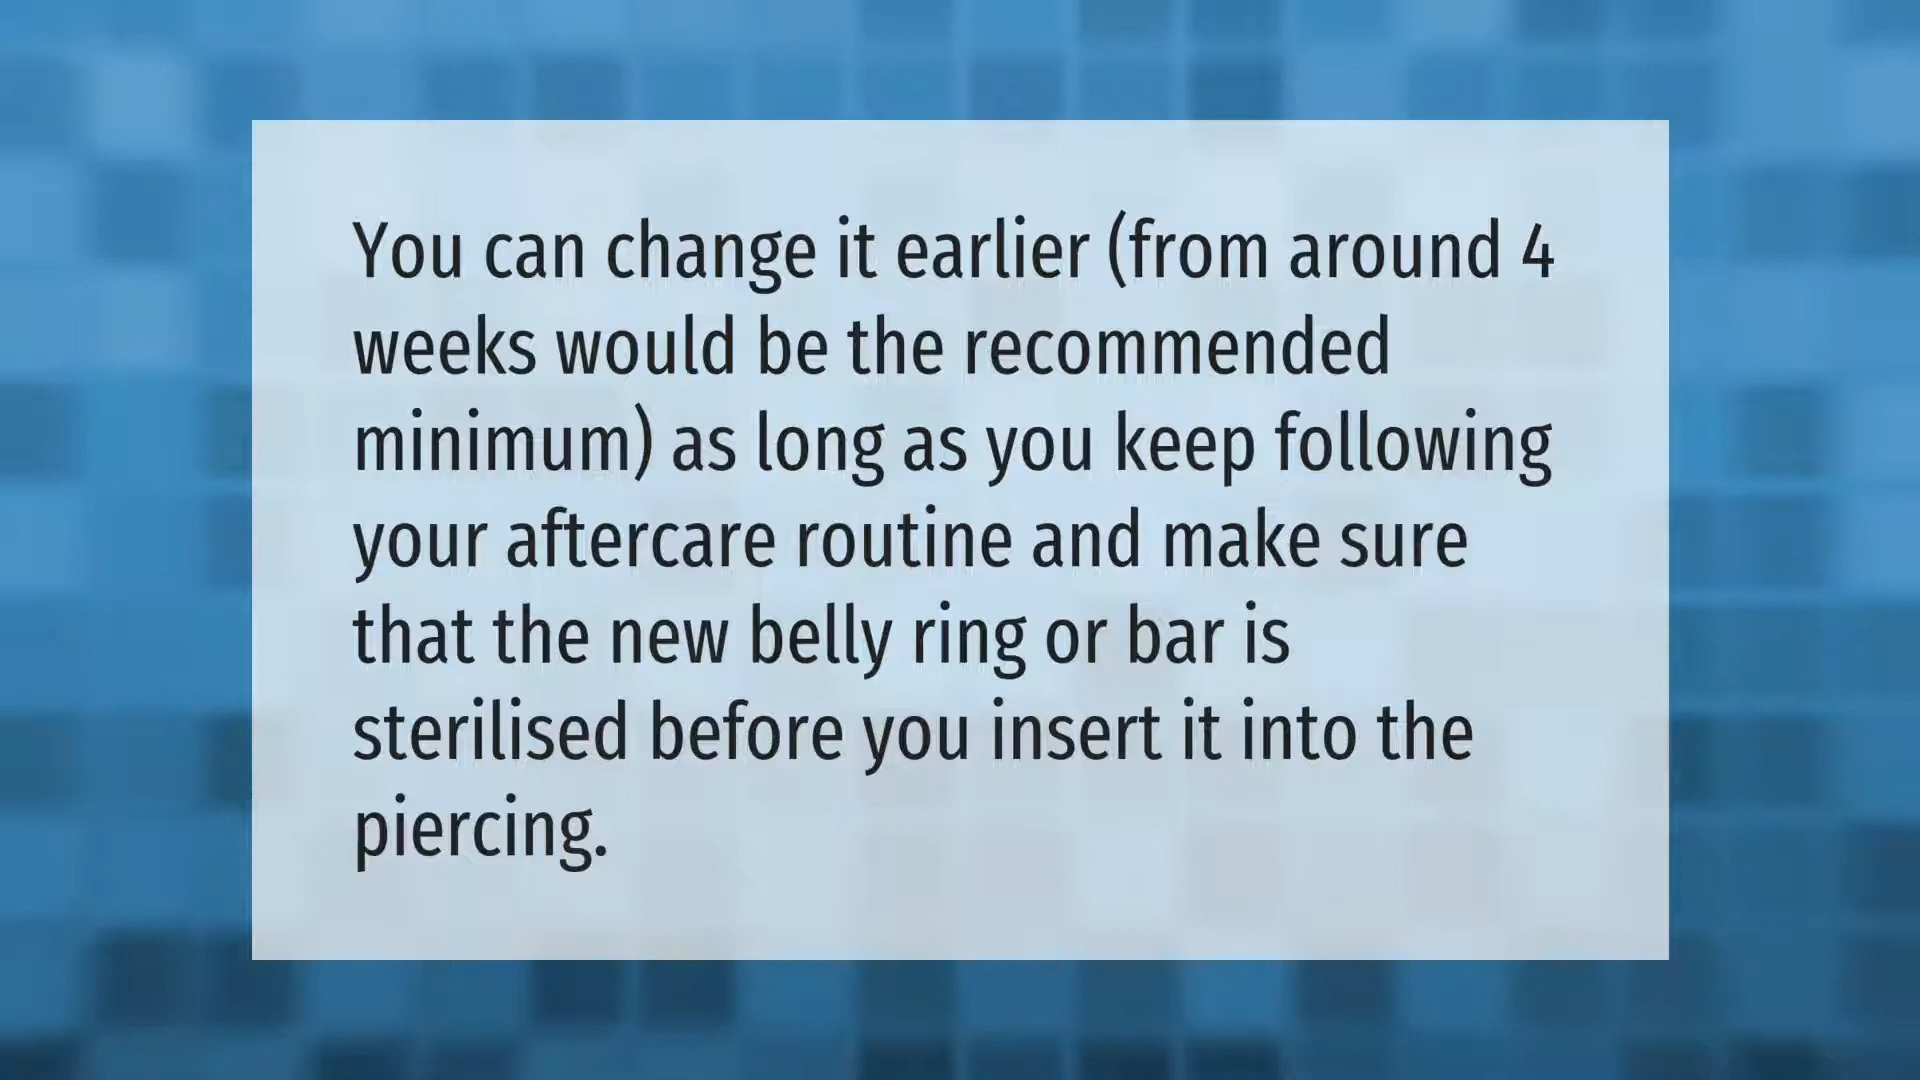 You can change it earlier (from around 4
weeks would be the recommended
minimum) as long as you keep following
your aftercare routine and make sure
that the new belly ring or bar is
sterilised before you insert it into the
piercing.